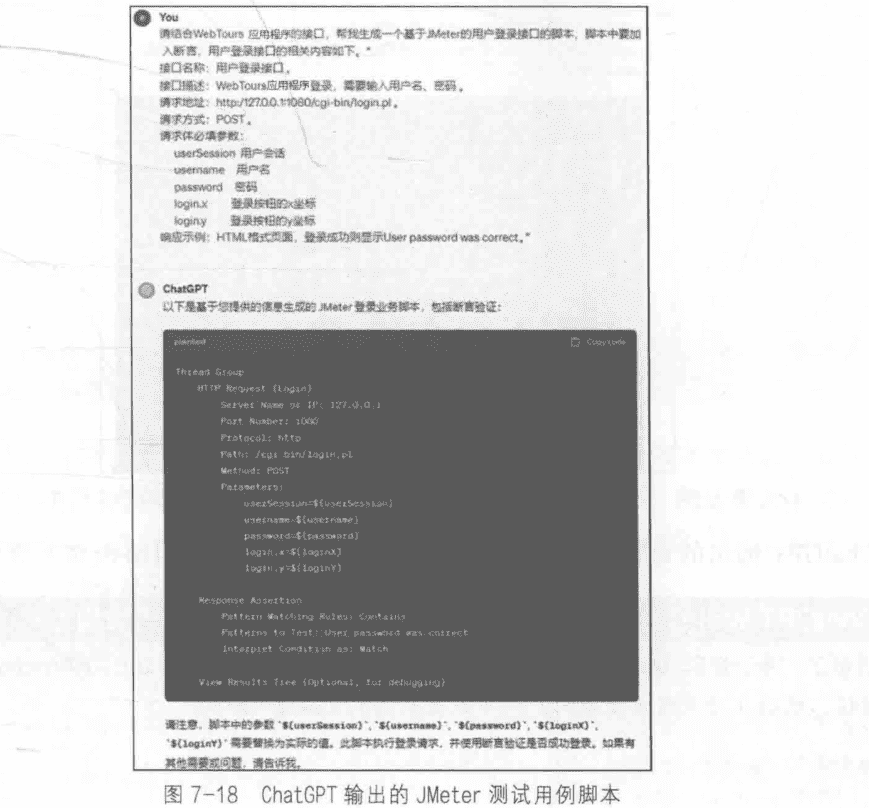 You
请结合WebTours 应用程序的接口，帮我生成一个基于JMeter的用户登录接口的脚本，脚本中要加
入断言，用户登录接口的相关内容如下。"
接口名称：用户登录接口。
接口描述：WebTours应用程序登录，需要输入用户名、密码。
请求地址：http:/127.0.0.1:1080/cgi-bin/login.pl。
请求方式：POST。
请求体必填参数：
userSession 用户会话
username 用户名
password 密码
login.x 登录按钮的x坐标
login.y 登录按钮的y坐标
响应示例：HTML格式页面，登录成功则显示User password was correct。"
ChatGPT
以下是基于您提供的信息生成的 JMeter 登录业务脚本，包括断言验证：
Copy code
Thread Group
HTTP Request (Login)
Server Name or IP: 127.0.0.1
Port Number: 1080
Protocol: http
Path: /cgi-bin/login.pl
Method: POST
Parameters:
userSession=${userSession}
username=${username}
password=${password}
login.x=${loginX}
login.y=${loginY}
Response Assertion
Pattern Matching Rules: Contains
Patterns to Test: User password was correct
Interpret Condition as: Match
View Results Tree (Optional, for debugging)
请注意，脚本中的参数 `${userSession}`, `${username}`, `${password}`, `${loginX}`,
`${loginY}` 需要替换为实际的值。此脚本执行登录请求，并使用断言验证是否成功登录。如果有
其他需要或问题，请告诉我。
图 7-18 ChatGPT 输出的 JMeter 测试用例脚本